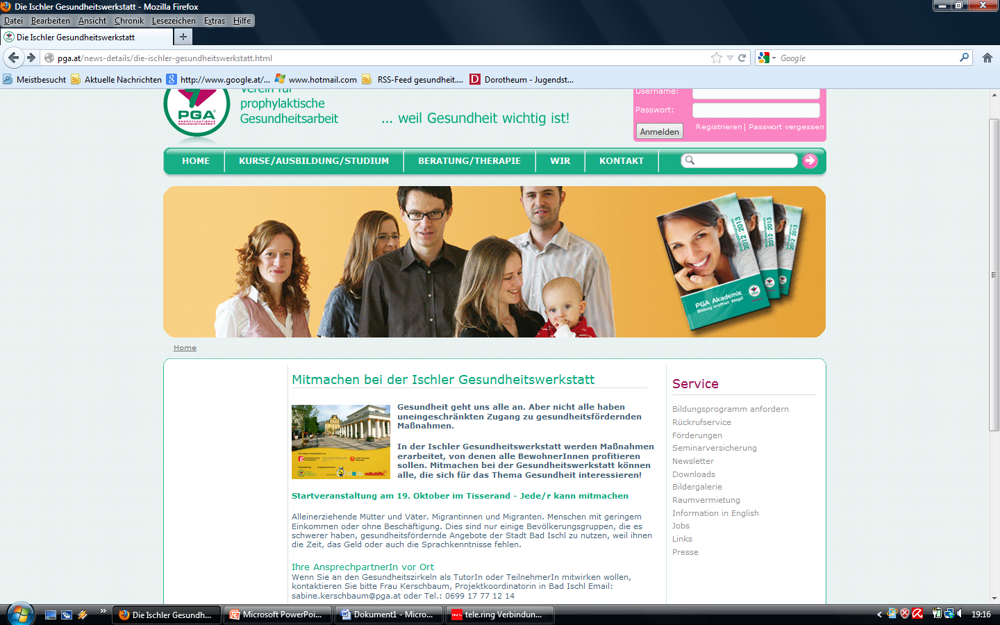 Die Ischler Gesundheitswerkstatt - Mozilla Firefox
Datei Bearbeiten Ansicht Chronik Lesezeichen Extras Hilfe
Die Ischler Gesundheitswerkstatt
pga.at/news-details/die-ischler-gesundheitswerkstatt.html
Google
Meistbesucht Aktuelle Nachrichten http://www.google.at/... www.hotmail.com RSS-Feed gesundheit.... Dorotheum - Jugendst...
PGA
PROPHYLAKTISCHE
GESUNDHEITSARBEIT
Verein für
prophylaktische
Gesundheitsarbeit
... weil Gesundheit wichtig ist!
Username:
Passwort:
Anmelden
Registrieren | Passwort vergessen
HOME KURSE/AUSBILDUNG/STUDIUM BERATUNG/THERAPIE WIR KONTAKT
2012 2013
2012 2013
2012 2013
PGA Akademie
Bildung eröffnet Wege!
Home
Mitmachen bei der Ischler Gesundheitswerkstatt
Gesundheit geht uns alle an. Aber nicht alle haben
uneingeschränkten Zugang zu gesundheitsfördernden
Maßnahmen.
In der Ischler Gesundheitswerkstatt werden Maßnahmen
erarbeitet, von denen alle BewohnerInnen profitieren
sollen. Mitmachen bei der Gesundheitswerkstatt können
alle, die sich für das Thema Gesundheit interessieren!
volkshilfe
Startveranstaltung am 19. Oktober im Tisserand - Jede/r kann mitmachen
Alleinerziehende Mütter und Väter. Migrantinnen und Migranten. Menschen mit geringem
Einkommen oder ohne Beschäftigung. Dies sind nur einige Bevölkerungsgruppen, die es
schwerer haben, gesundheitsfördernde Angebote der Stadt Bad Ischl zu nutzen, weil ihnen
die Zeit, das Geld oder auch die Sprachkenntnisse fehlen.
Ihre AnsprechpartnerIn vor Ort
Wenn Sie an den Gesundheitszirkeln als TutorIn oder TeilnehmerIn mitwirken wollen,
kontaktieren Sie bitte Frau Kerschbaum, Projektkoordinatorin in Bad Ischl Email:
sabine.kerschbaum@pga.at oder Tel.: 0699 17 77 12 14
Service
Bildungsprogramm anfordern
Rückrufservice
Förderungen
Seminarversicherung
Newsletter
Downloads
Bildergalerie
Raumvermietung
Information in English
Jobs
Links
Presse
Die Ischler Gesundh... Microsoft PowerPoi... Dokument1 - Micro... tele.ring Verbindun... 19:16